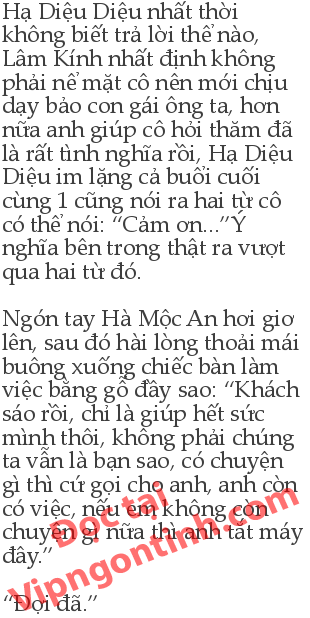 Hạ Diệu Diệu nhất thời
không biết trả lời thể nào,
Lâm Kính nhất định không
phải nể mặt cô nên mới chịu
dạy bảo con gái ông ta, hơn
nữa anh giúp cô hỏi thăm đã
là rất tình nghĩa rồi, Hạ Diệu
Diệu im lặng cả buổi cuối
cùng 1 cũng nói ra hai từ cô
có thể nói: “Cảm ơn...”Ý
nghĩa bên trong thật ra vượt
qua hai từ đó.
Ngón tay Hà Mộc An hơi giơ
lên, sau đó hài lòng thoải mái
buông xuống chiếc bàn làm
việc bằng gỗ đầy sao: “Khách
sáo rồi, chỉ là giúp hết sức
mình thôi, không phải chúng
ta vẫn là bạn sao, có chuyện
gì thì cứ gọi cho anh, anh còn
có việc, nếu em không còn
chuyện gì nữa thì anh tắt máy
đây.”
Đọc tại
Vipngontinh.com
“Đợi đã.”